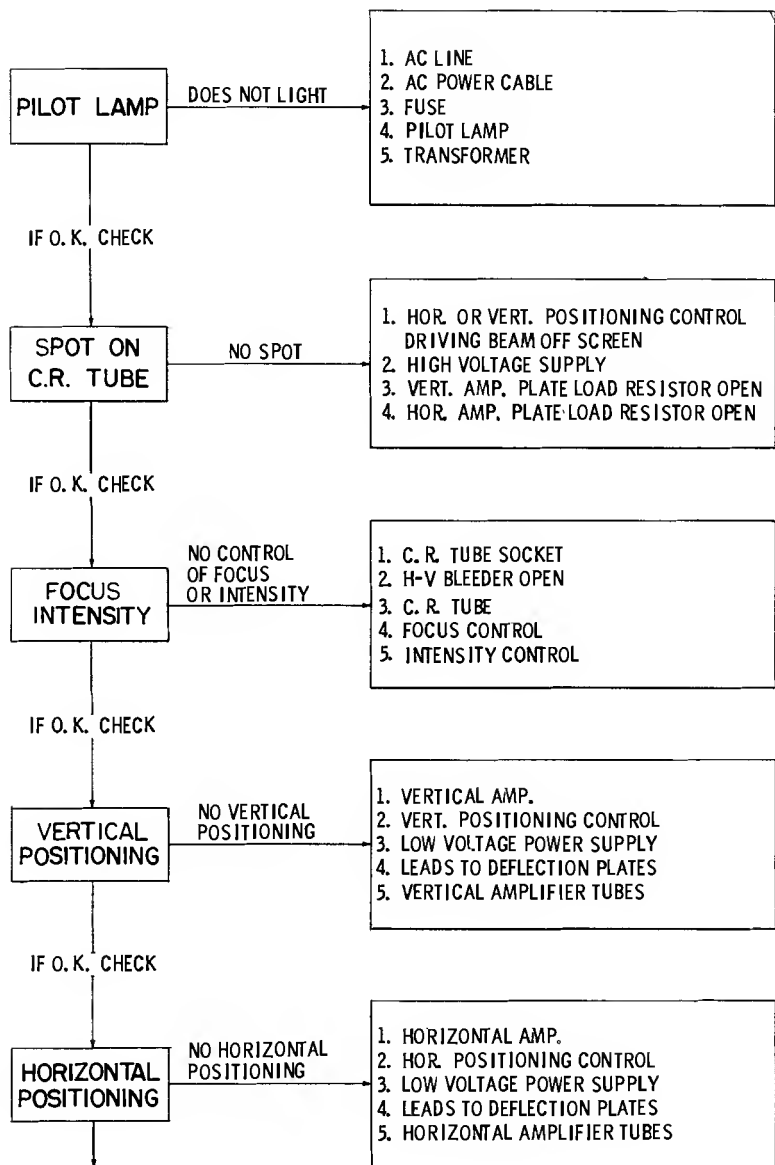 PILOT LAMP
DOES NOT LIGHT
1. AC LINE
2. AC POWER CABLE
3. FUSE
4. PILOT LAMP
5. TRANSFORMER
IF O. K. CHECK
SPOT ON
C.R. TUBE
NO SPOT
1. HOR. OR VERT. POSITIONING CONTROL
DRIVING BEAM OFF SCREEN
2. HIGH VOLTAGE SUPPLY
3. VERT. AMP. PLATE LOAD RESISTOR OPEN
4. HOR. AMP. PLATE LOAD RESISTOR OPEN
IF O. K. CHECK
FOCUS
INTENSITY
NO CONTROL
OF FOCUS
OR INTENSITY
1. C. R. TUBE SOCKET
2. H-V BLEEDER OPEN
3. C. R. TUBE
4. FOCUS CONTROL
5. INTENSITY CONTROL
IF O. K. CHECK
VERTICAL
POSITIONING
NO VERTICAL
POSITIONING
1. VERTICAL AMP.
2. VERT. POSITIONING CONTROL
3. LOW VOLTAGE POWER SUPPLY
4. LEADS TO DEFLECTION PLATES
5. VERTICAL AMPLIFIER TUBES
IF O. K. CHECK
HORIZONTAL
POSITIONING
NO HORIZONTAL
POSITIONING
1. HORIZONTAL AMP.
2. HOR. POSITIONING CONTROL
3. LOW VOLTAGE POWER SUPPLY
4. LEADS TO DEFLECTION PLATES
5. HORIZONTAL AMPLIFIER TUBES